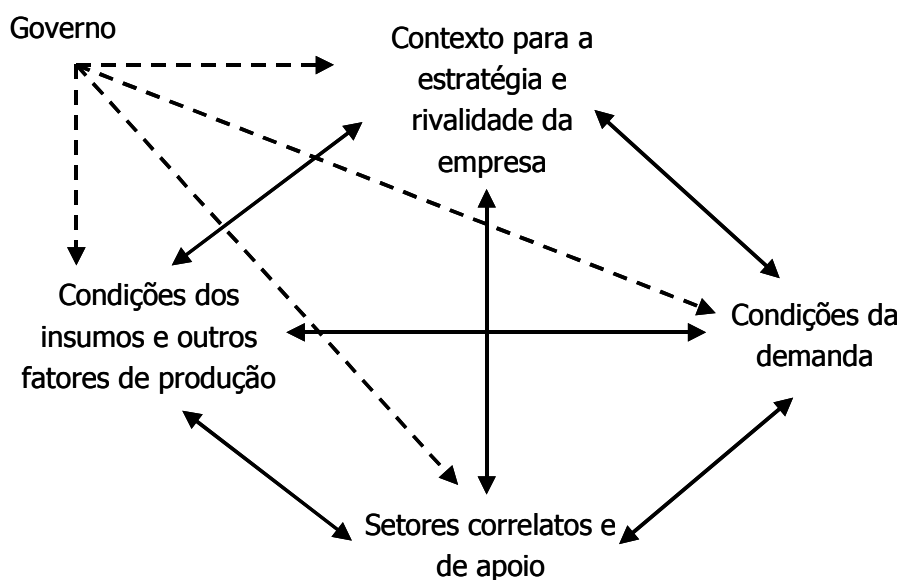 Governo
Contexto para a
estratégia e
rivalidade da
empresa
Condições dos
insumos e outros
fatores de produção
Condições da
demanda
Setores correlatos e
de apoio